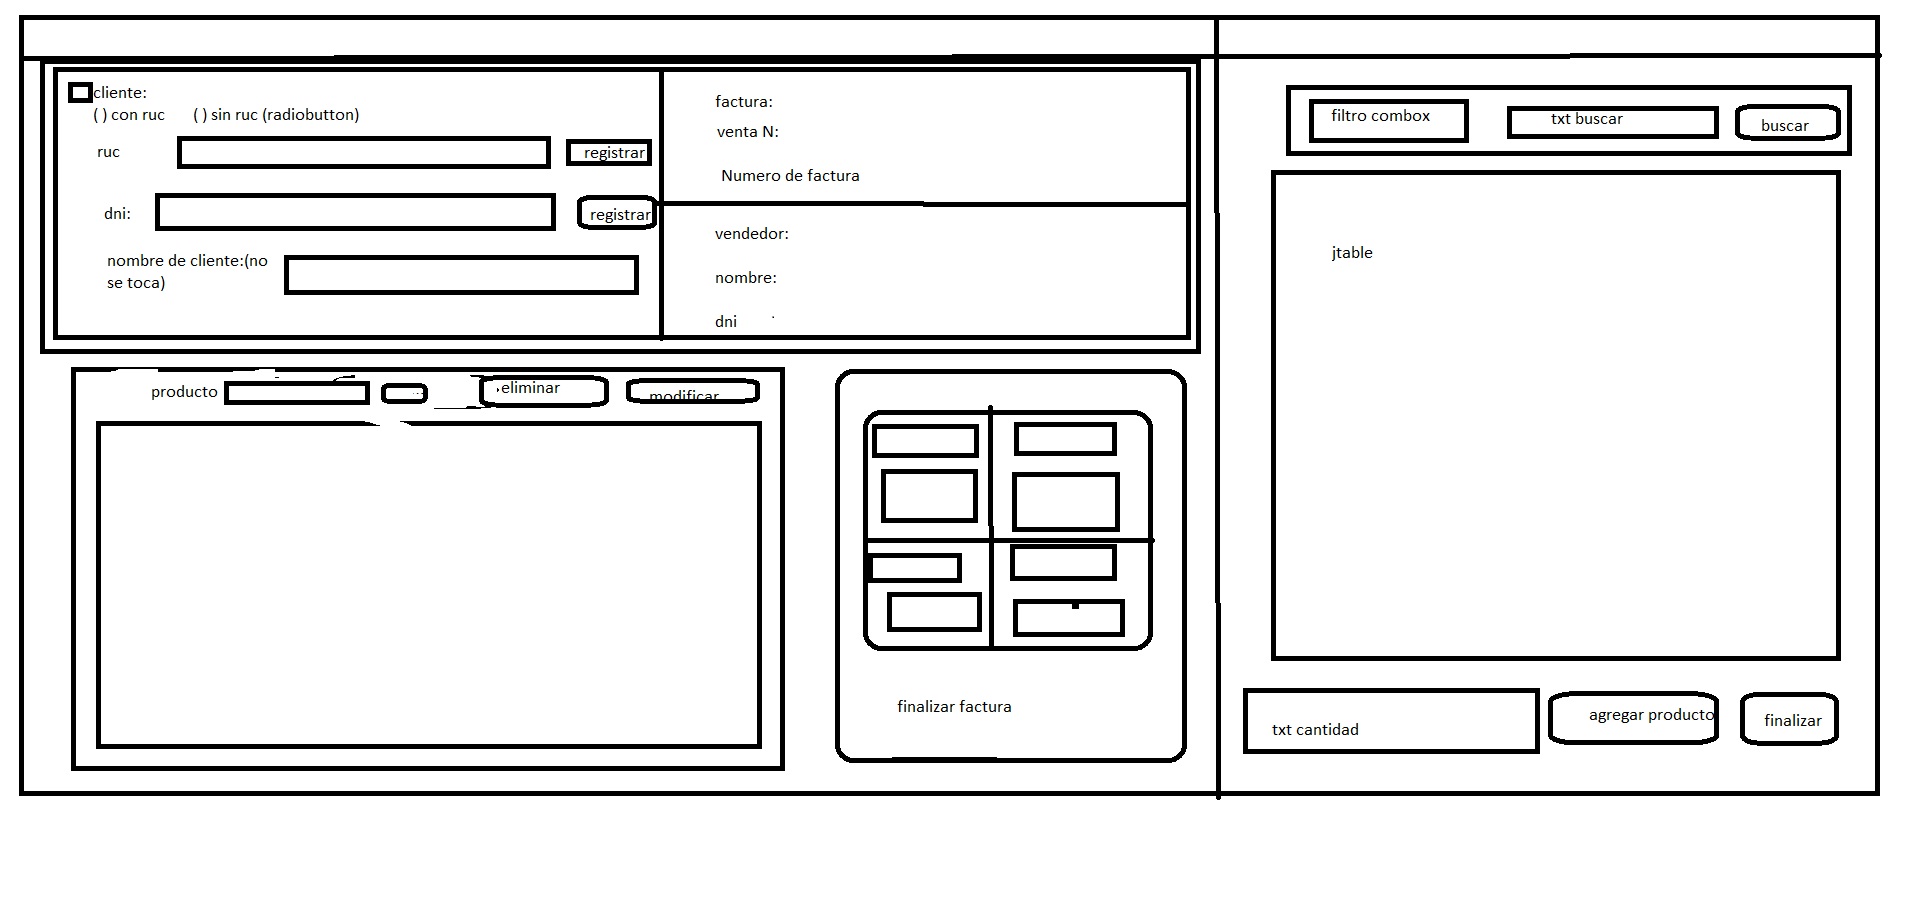 cliente:
( ) con ruc ( ) sin ruc (radiobutton)
ruc
registrar
dni:
registrar
nombre de cliente:(no
se toca)
factura:
venta N:
Numero de factura
vendedor:
nombre:
dni
filtro combox
txt buscar
buscar
jtable
producto
eliminar
modificar
finalizar factura
txt cantidad
agregar producto
finalizar